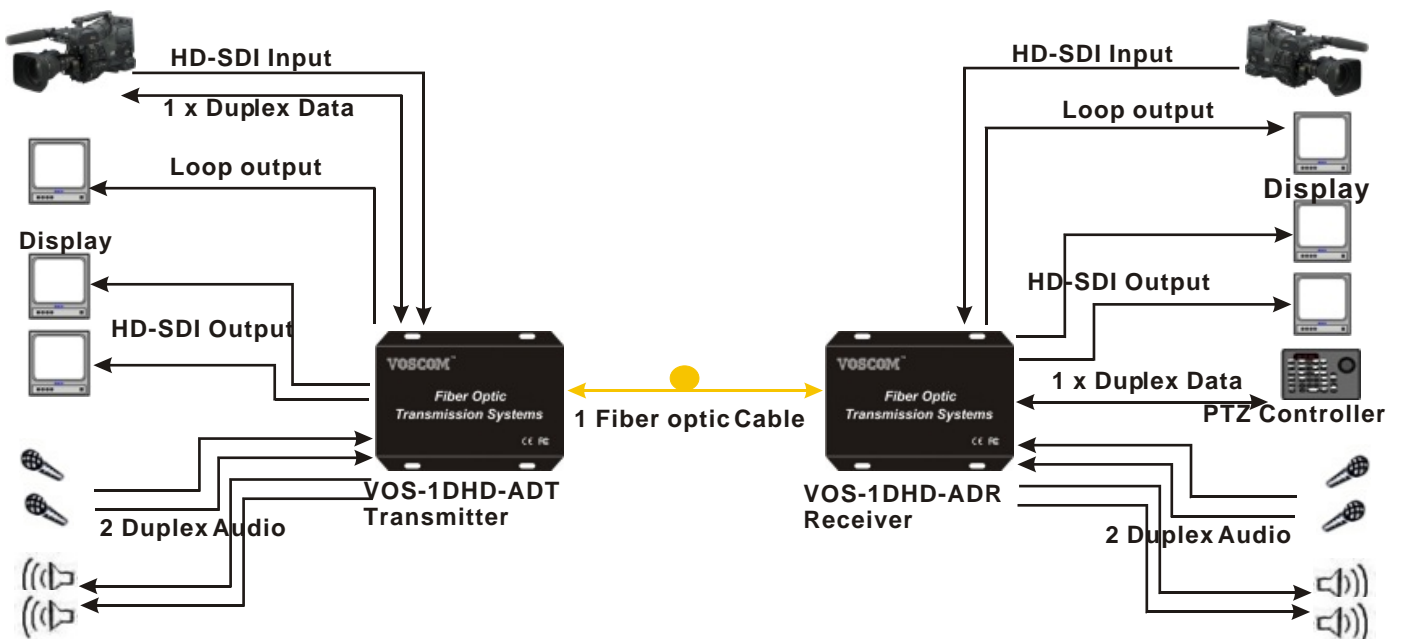 HD-SDI Input
1 x Duplex Data
Loop output
Display
HD-SDI Output
2 Duplex Audio
VOSCOM™
Fiber Optic
Transmission Systems
CE FC
VOS-1DHD-ADT
Transmitter
1 Fiber optic Cable
HD-SDI Input
Loop output
Display
HD-SDI Output
1 x Duplex Data
PTZ Controller
VOSCOM™
Fiber Optic
Transmission Systems
CE FC
VOS-1DHD-ADR
Receiver
2 Duplex Audio